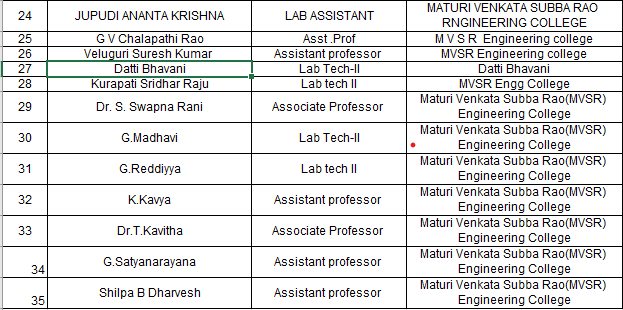 24 JUPUDI ANANTA KRISHNA LAB ASSISTANT MATURI VENKATA SUBBA RAO
RNGINEERING COLLEGE
25 G V Chalapathi Rao Asst .Prof M V S R Engineering college
26 Veluguri Suresh Kumar Assistant professor MVSR Engineering college
27 Datti Bhavani Lab Tech-II Datti Bhavani
28 Kurapati Sridhar Raju Lab tech II MVSR Engg College
29 Dr. S. Swapna Rani Associate Professor Maturi Venkata Subba Rao(MVSR)
Engineering College
30 G.Madhavi Lab Tech-II Maturi Venkata Subba Rao(MVSR)
Engineering College
31 G.Reddiyya Lab tech II Maturi Venkata Subba Rao(MVSR)
Engineering College
32 K.Kavya Assistant professor Maturi Venkata Subba Rao(MVSR)
Engineering College
33 Dr.T.Kavitha Associate Professor Maturi Venkata Subba Rao(MVSR)
Engineering College
34 G.Satyanarayana Assistant professor Maturi Venkata Subba Rao(MVSR)
Engineering College
35 Shilpa B Dharvesh Assistant professor Maturi Venkata Subba Rao(MVSR)
Engineering College